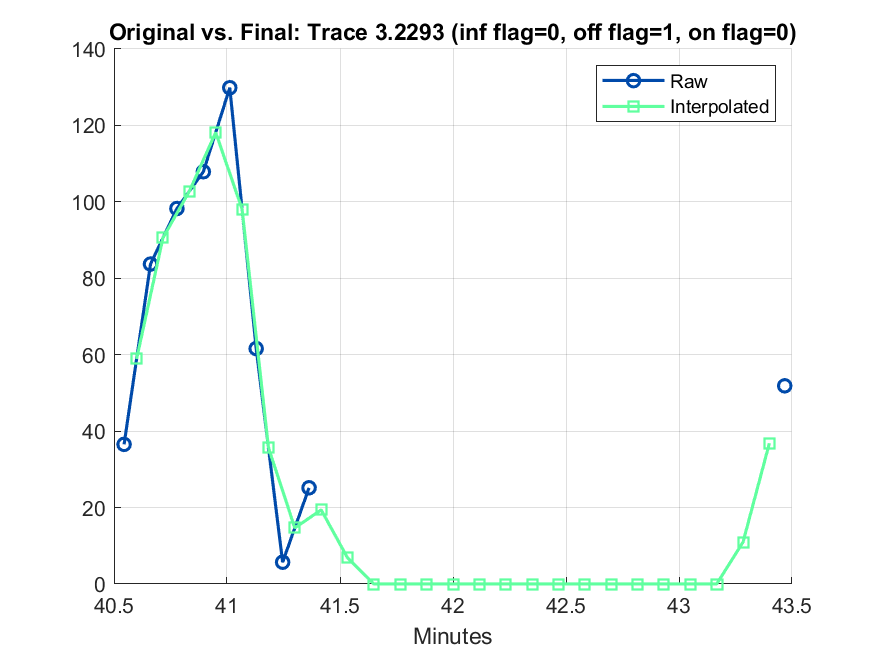 Original vs. Final: Trace 3.2293 (inf flag=0, off flag=1, on flag=0)
140
120
100
80
60
40
20
0
Raw
Interpolated
40.5 41 41.5 42 42.5 43 43.5
Minutes